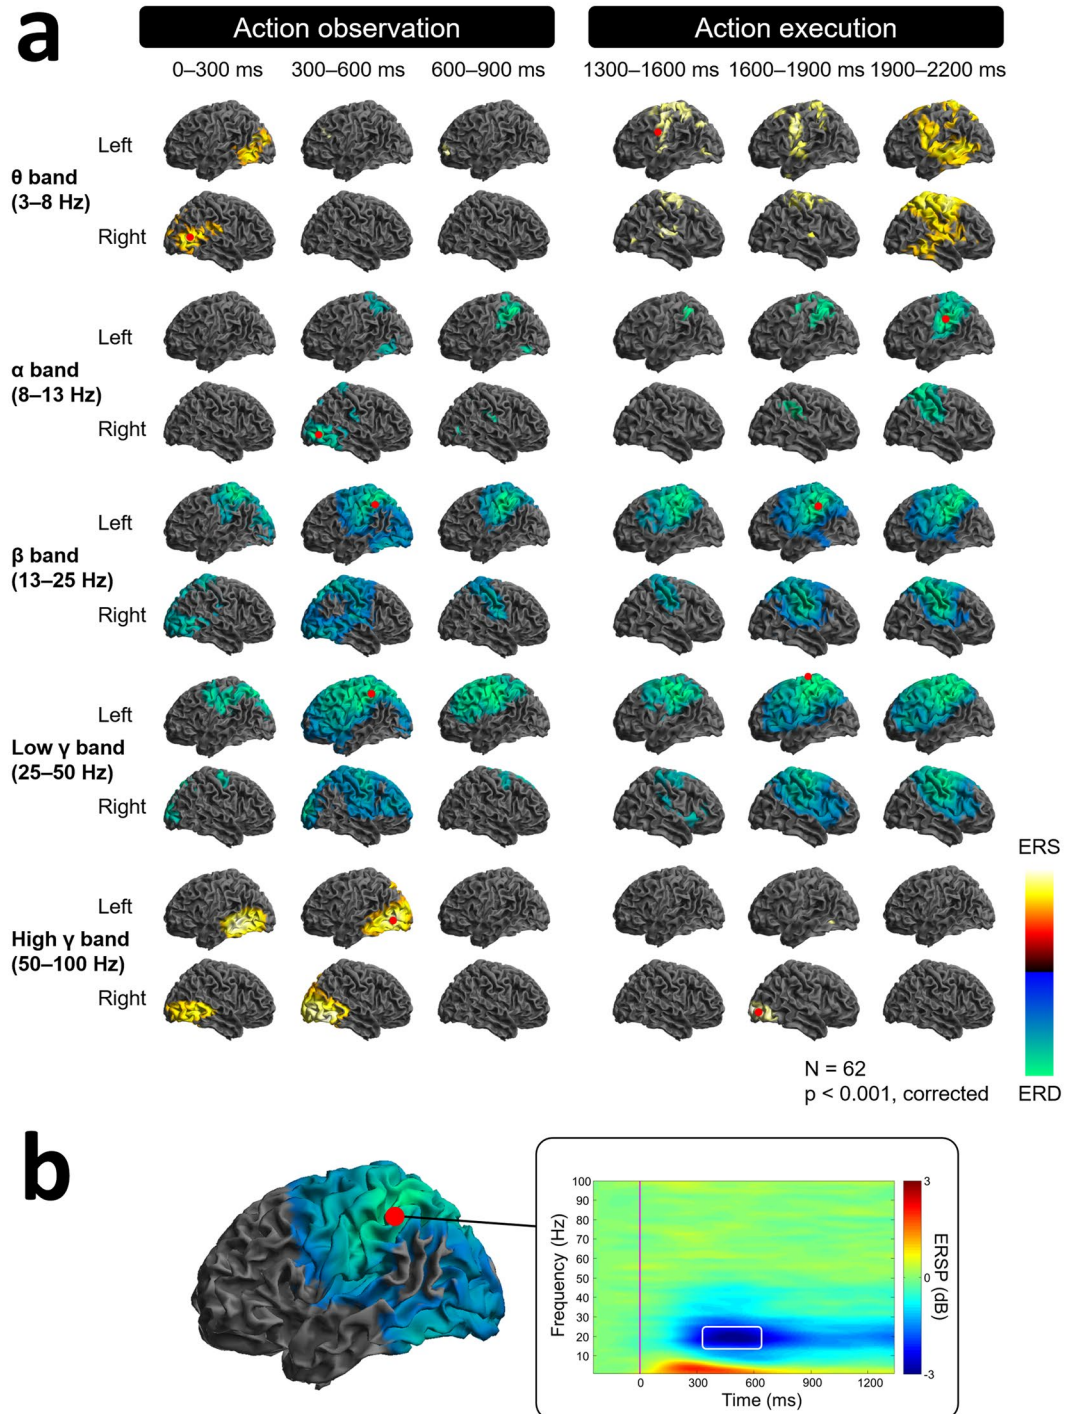 a
Action observation
Action execution
0–300 ms
300–600 ms
600–900 ms
1300–1600 ms
1600–1900 ms
1900–2200 ms
θ band
(3–8 Hz)
Left
Right
α band
(8–13 Hz)
Left
Right
β band
(13–25 Hz)
Left
Right
Low γ band
(25–50 Hz)
Left
Right
High γ band
(50–100 Hz)
Left
Right
ERS
ERD
N = 62
p < 0.001, corrected
b
Frequency (Hz)
100
90
80
70
60
50
40
30
20
10
0
300
600
900
1200
Time (ms)
3
0
-3
ERSP (dB)